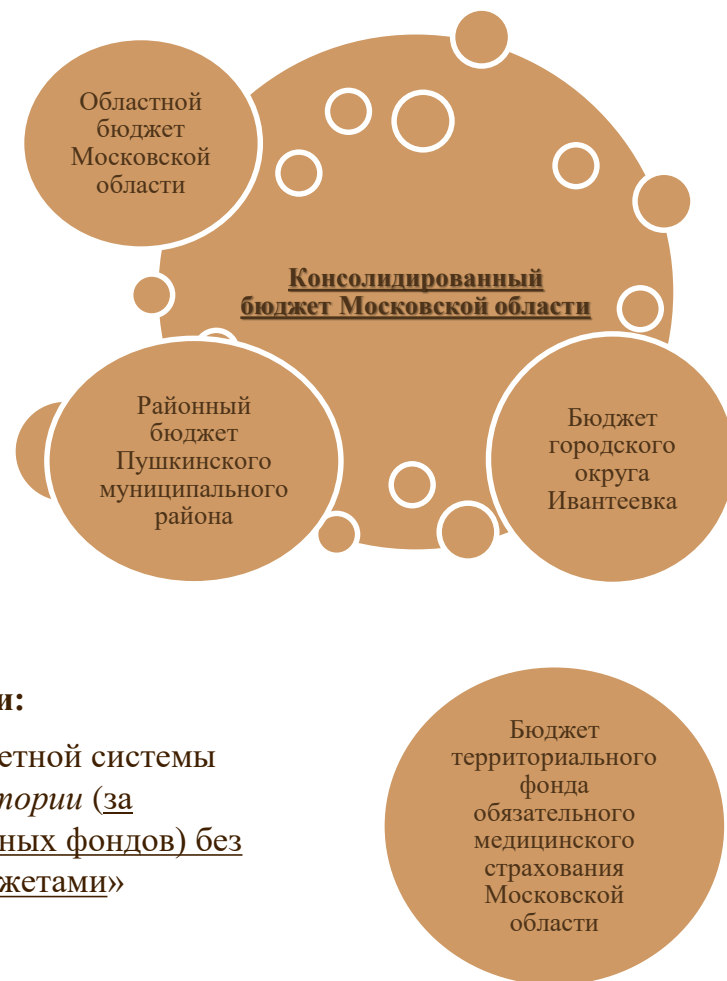 Областной
бюджет
Московской
области
Консолидированный
бюджет Московской области
Районный
бюджет
Пушкинского
муниципального
района
Бюджет
городского
округа
Ивантеевка
и:
етной системы
тории (за
ных фондов) без
жетами»
Бюджет
территориального
фонда
обязательного
медицинского
страхования
Московской
области